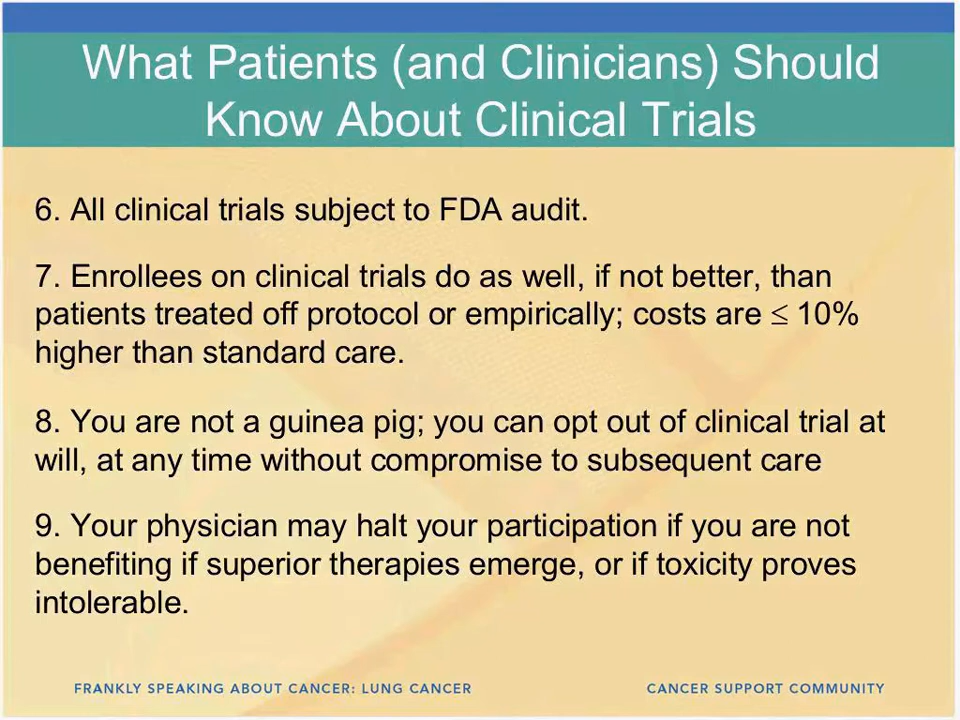 What Patients (and Clinicians) Should
Know About Clinical Trials
6. All clinical trials subject to FDA audit.
7. Enrollees on clinical trials do as well, if not better, than
patients treated off protocol or empirically; costs are ≤ 10%
higher than standard care.
8. You are not a guinea pig; you can opt out of clinical trial at
will, at any time without compromise to subsequent care
9. Your physician may halt your participation if you are not
benefiting if superior therapies emerge, or if toxicity proves
intolerable.
FRANKLY SPEAKING ABOUT CANCER: LUNG CANCER
CANCER SUPPORT COMMUNITY